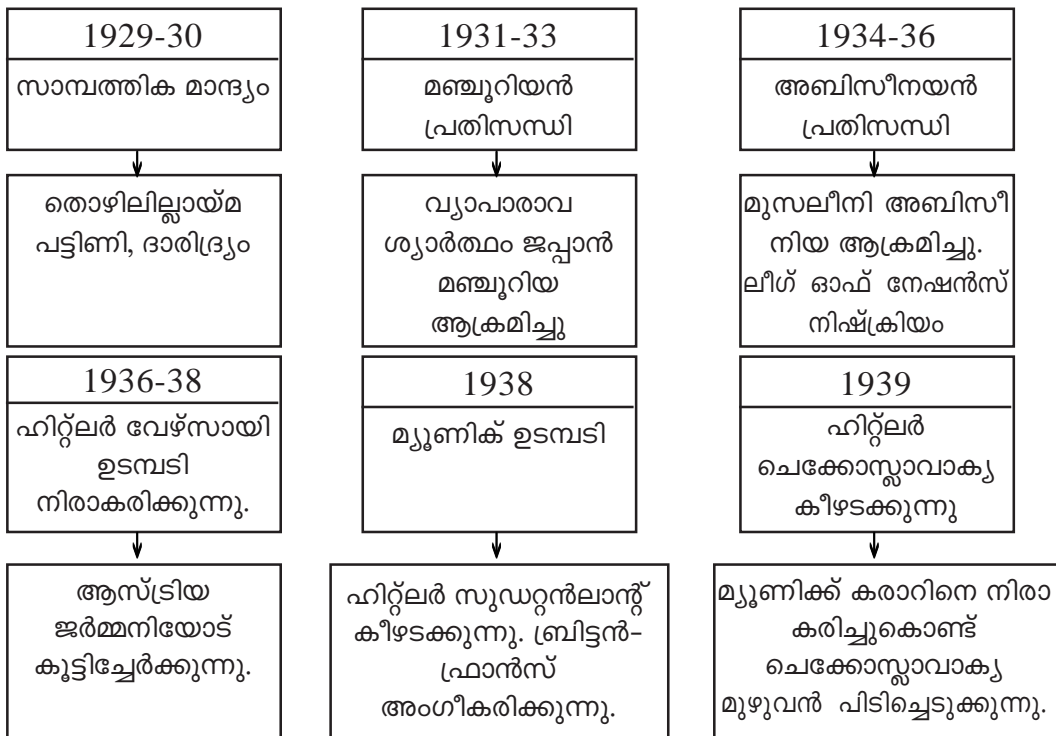 1929-30
സാമ്പത്തിക മാന്ദ്യം
തൊഴിലില്ലായ്മ
പട്ടിണി, ദാരിദ്ര്യം
1931-33
മഞ്ചൂറിയൻ
പ്രതിസന്ധി
വ്യാപാരാവ
ശ്യാർത്ഥം ജപ്പാൻ
മഞ്ചൂറിയ
ആക്രമിച്ചു
1934-36
അബിസീനയൻ
പ്രതിസന്ധി
മുസലീനി അബിസീ
നിയ ആക്രമിച്ചു.
ലീഗ് ഓഫ് നേഷൻസ്
നിഷ്ക്രിയം
1936-38
ഹിറ്റ്ലർ വേഴ്സായി
ഉടമ്പടി
നിരാകരിക്കുന്നു.
ആസ്ട്രിയ
ജർമ്മനിയോട്
കൂട്ടിച്ചേർക്കുന്നു.
1938
മ്യൂണിക് ഉടമ്പടി
ഹിറ്റ്ലർ സുഡറ്റൻലാന്റ്
കീഴടക്കുന്നു. ബ്രിട്ടൻ-
ഫ്രാൻസ്
അംഗീകരിക്കുന്നു.
1939
ഹിറ്റ്ലർ
ചെക്കോസ്ലാവാക്യ
കീഴടക്കുന്നു
മ്യൂണിക്ക് കരാറിനെ നിരാ
കരിച്ചുകൊണ്ട്
ചെക്കോസ്ലാവാക്യ
മുഴുവൻ പിടിച്ചെടുക്കുന്നു.